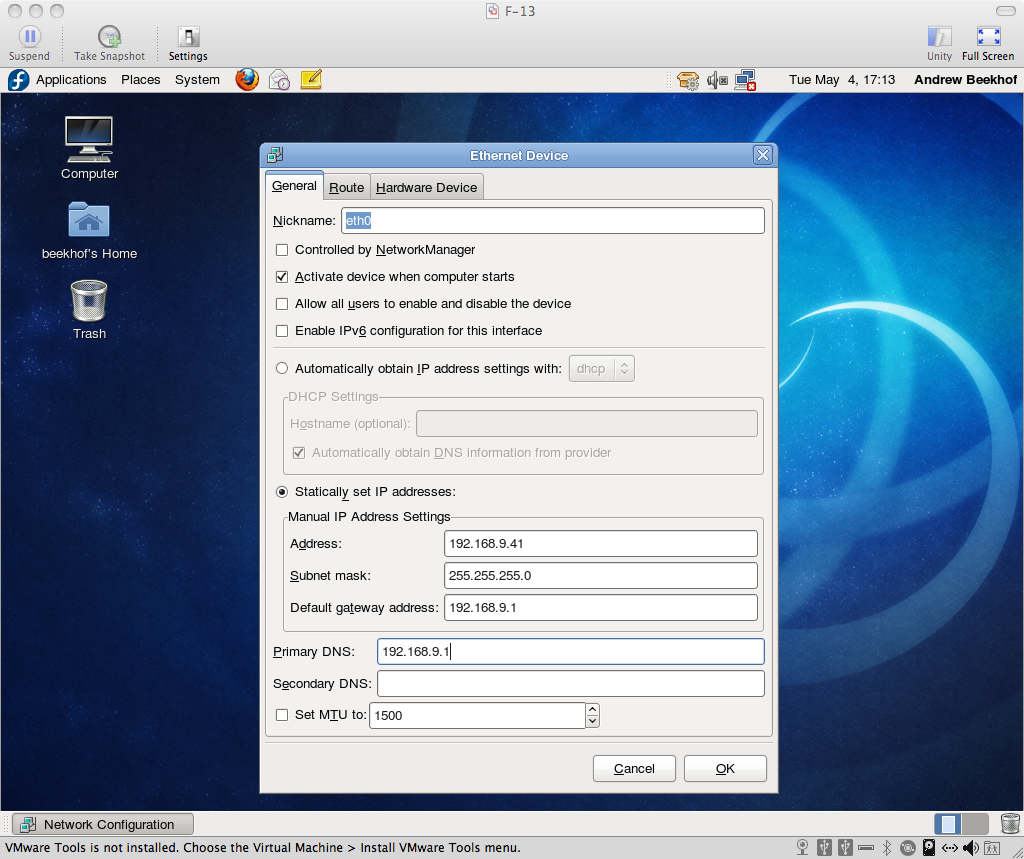 F-13
Suspend Take Snapshot Settings Unity Full Screen
Applications Places System Tue May 4, 17:13 Andrew Beekhof
Computer
beekhof's Home
Trash
Ethernet Device
General Route Hardware Device
Nickname: eth0
Controlled by NetworkManager
Activate device when computer starts
Allow all users to enable and disable the device
Enable IPv6 configuration for this interface
Automatically obtain IP address settings with: dhcp
DHCP Settings
Hostname (optional):
Automatically obtain DNS information from provider
Statically set IP addresses:
Manual IP Address Settings
Address: 192.168.9.41
Subnet mask: 255.255.255.0
Default gateway address: 192.168.9.1
Primary DNS: 192.168.9.1
Secondary DNS:
Set MTU to: 1500
Cancel OK
Network Configuration
VMware Tools is not installed. Choose the Virtual Machine > Install VMware Tools menu.